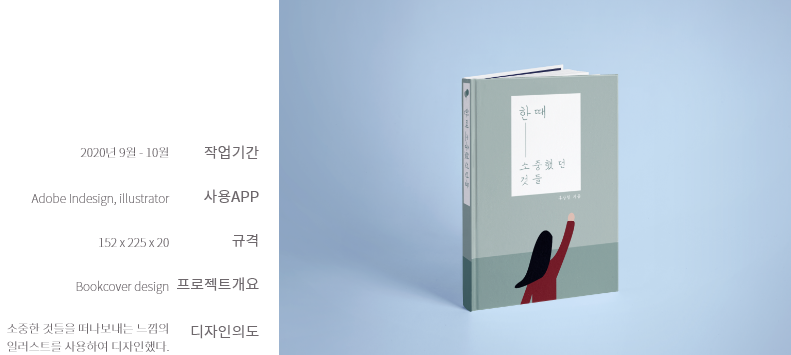 2020년 9월 - 10월 작업기간
Adobe Indesign, illustrator 사용APP
152 x 225 x 20 규격
Bookcover design 프로젝트개요
소중한 것들을 떠나보내는 느낌의 디자인의도
일러스트를 사용하여 디자인했다.
한때
소중했던
것들